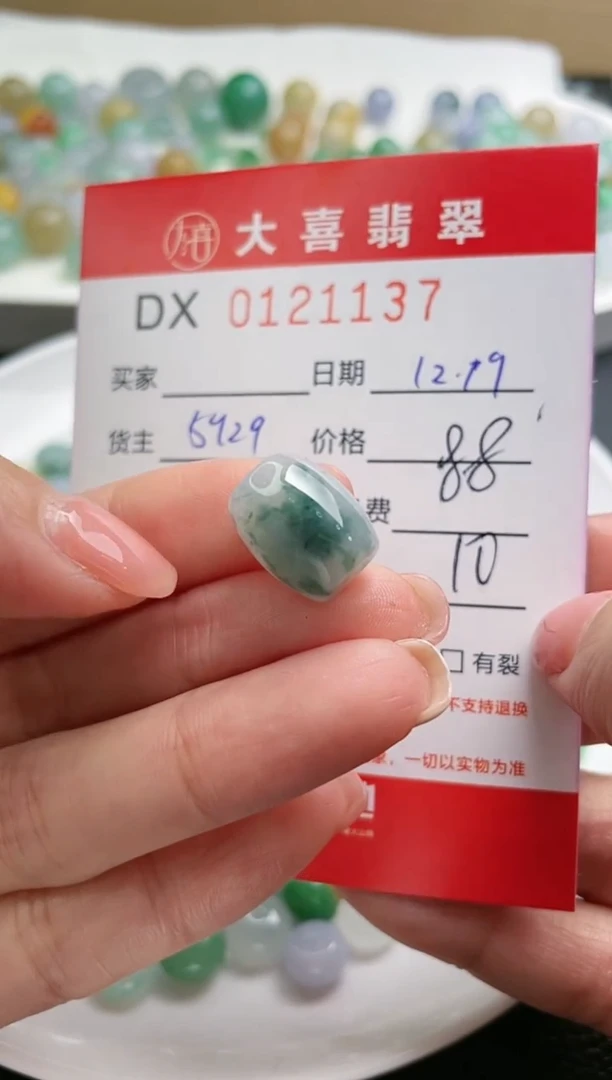 大喜翡翠
DX 0121137
买家 日期 12.19
货主 5929 价格 88
费 10
□ 有裂
不支持退换
，一切以实物为准